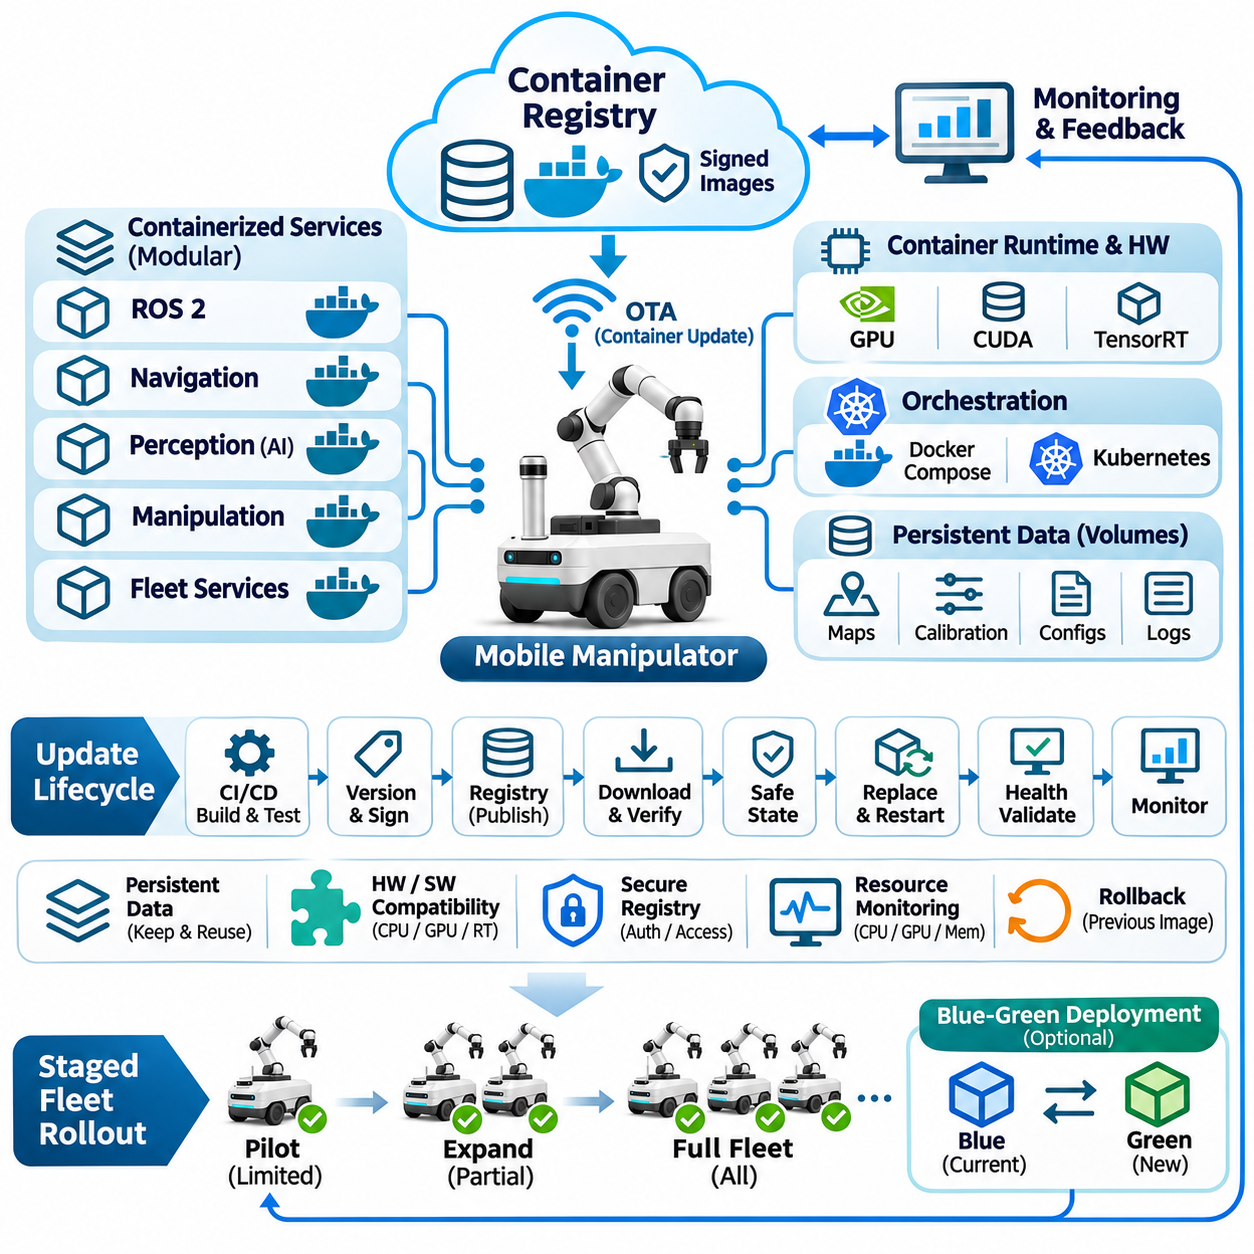 Container
Registry
Signed
Images
Monitoring
& Feedback
Containerized Services
(Modular)
ROS 2
Navigation
Perception (AI)
Manipulation
Fleet Services
OTA
(Container Update)
Mobile Manipulator
Container Runtime & HW
GPU
CUDA
TensorRT
Orchestration
Docker
Compose
Kubernetes
Persistent Data (Volumes)
Maps
Calibration
Configs
Logs
Update
Lifecycle
CI/CD
Build & Test
Version
& Sign
Registry
(Publish)
Download
& Verify
Safe
State
Replace
& Restart
Health
Validate
Monitor
Persistent
Data
(Keep & Reuse)
HW / SW
Compatibility
(CPU / GPU / RT)
Secure
Registry
(Auth / Access)
Resource
Monitoring
(CPU / GPU / Mem)
Rollback
(Previous Image)
Staged
Fleet
Rollout
Pilot
(Limited)
Expand
(Partial)
Full Fleet
(All)
Blue-Green Deployment
(Optional)
Blue
(Current)
Green
(New)